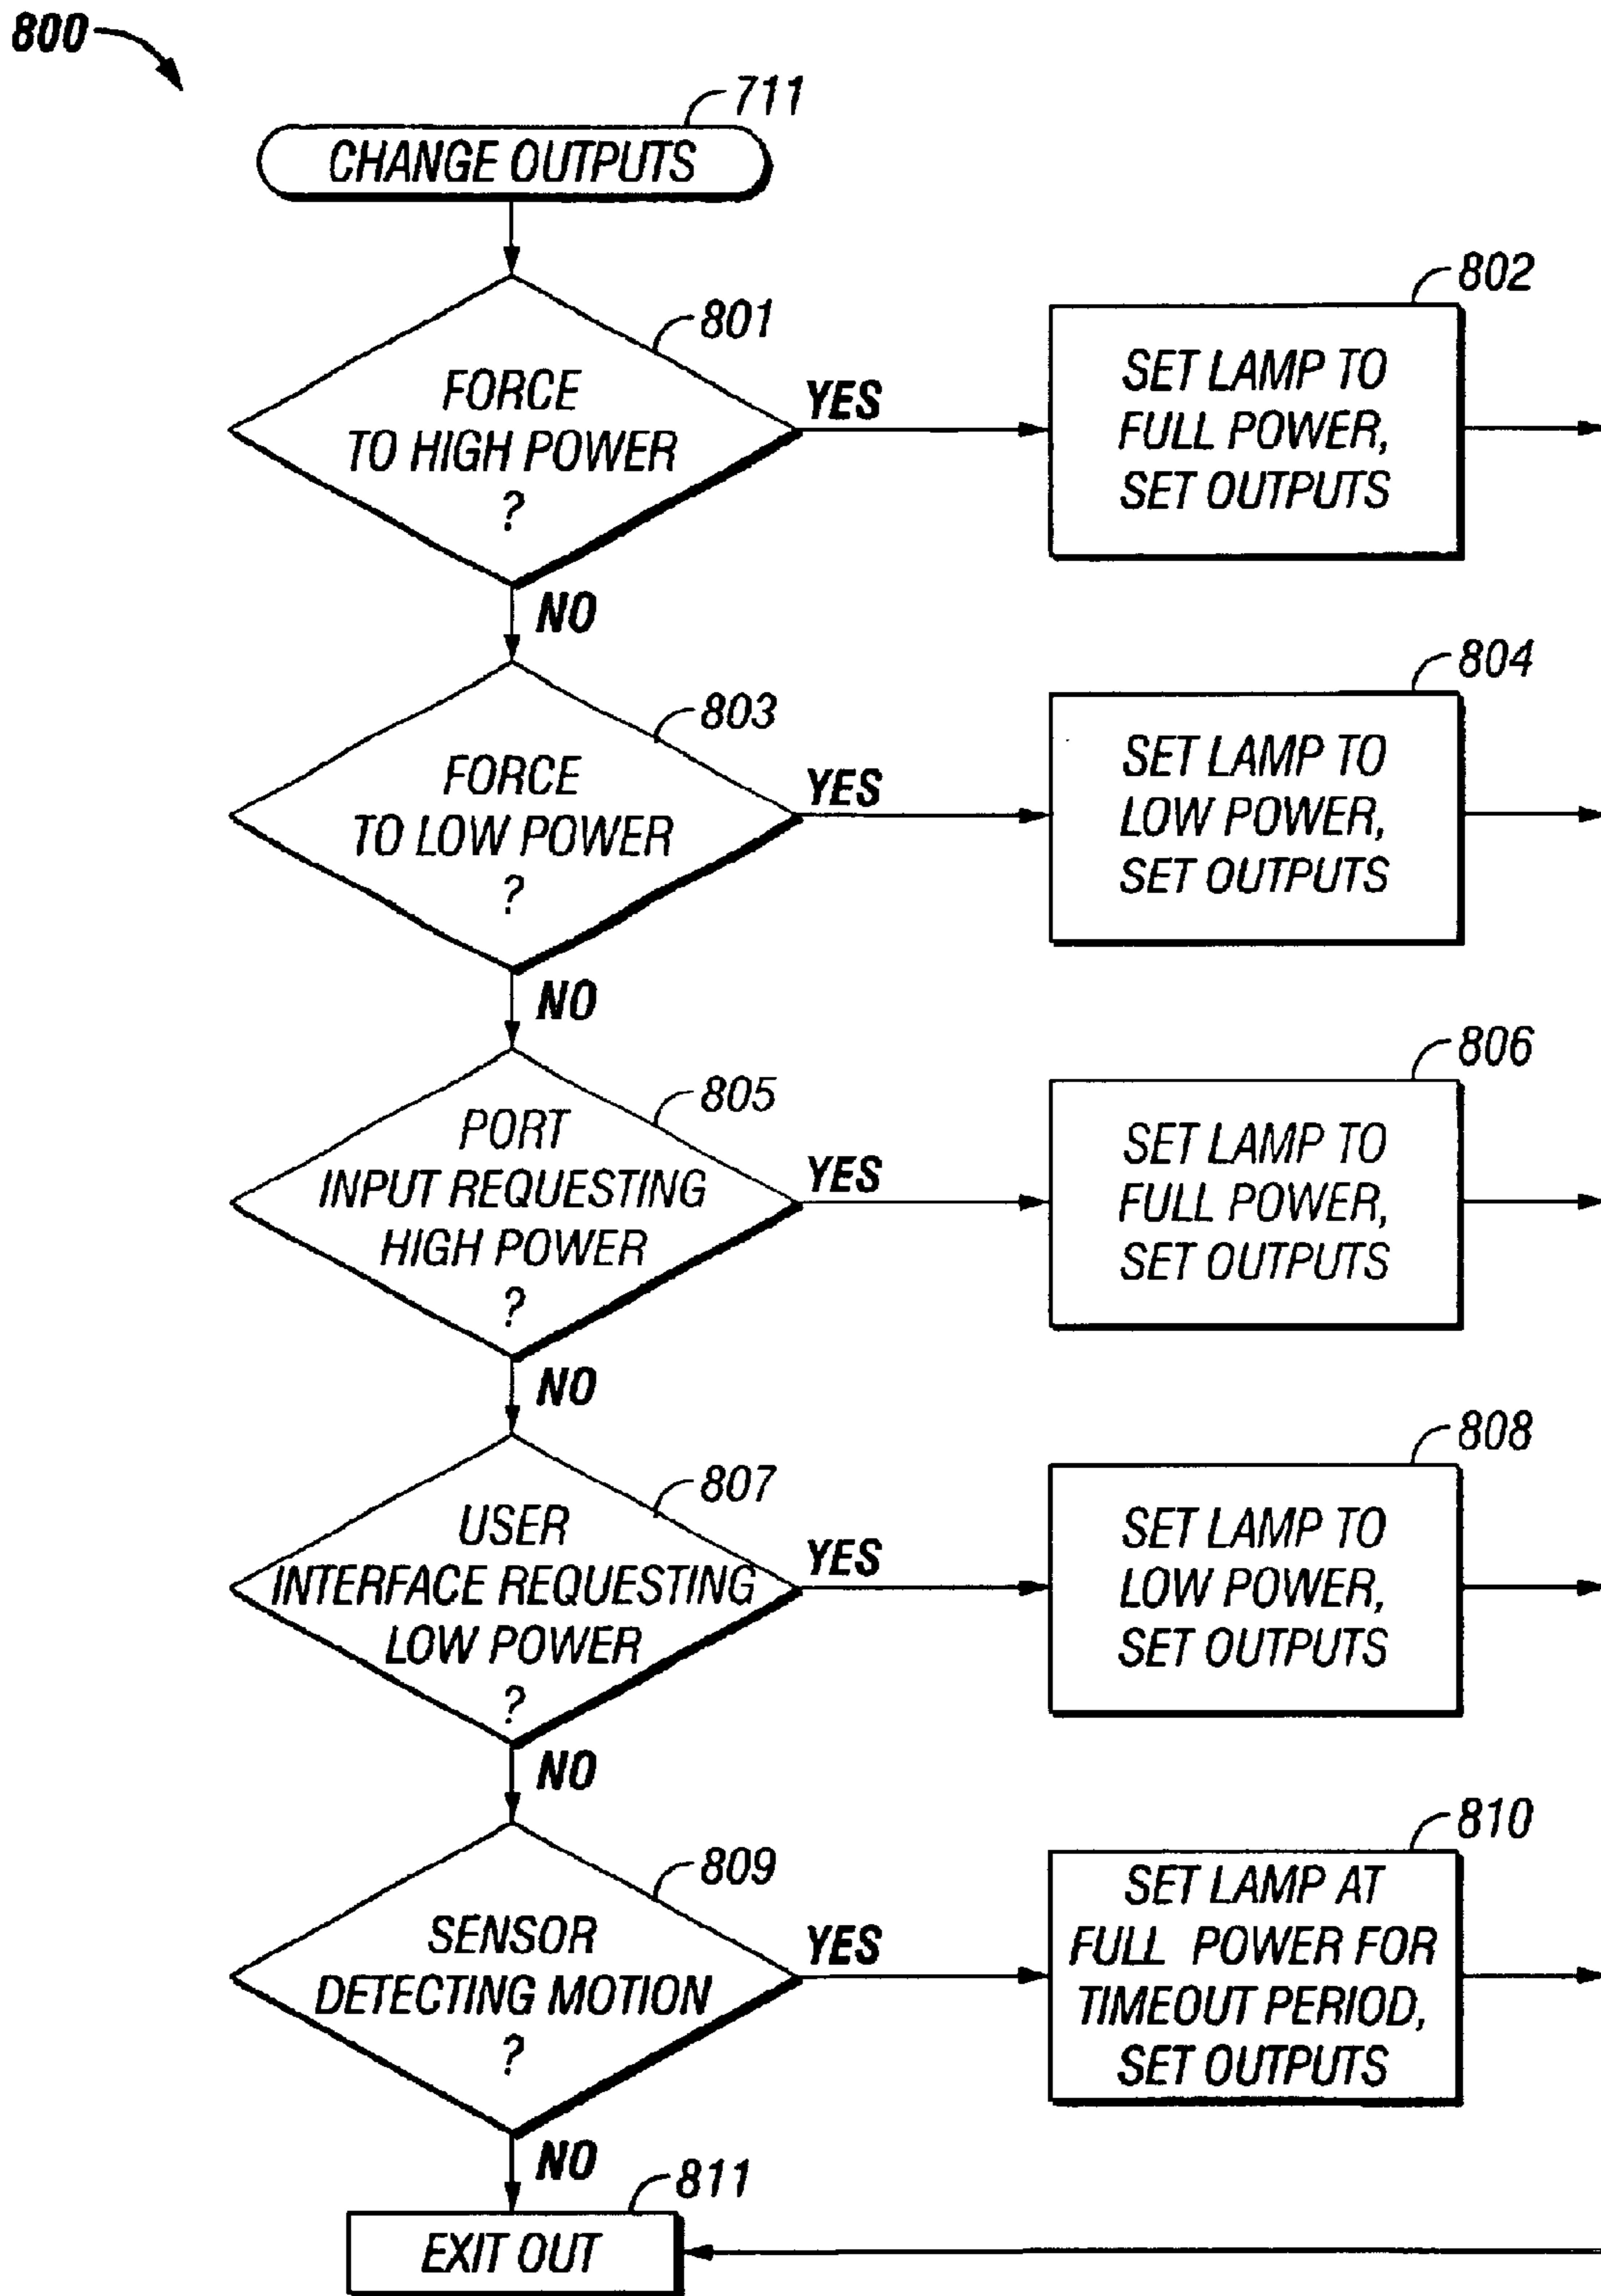 800
711
CHANGE OUTPUTS
801
FORCE
TO HIGH POWER
?
YES
802
SET LAMP TO
FULL POWER,
SET OUTPUTS
NO
803
FORCE
TO LOW POWER
?
YES
804
SET LAMP TO
LOW POWER,
SET OUTPUTS
NO
805
PORT
INPUT REQUESTING
HIGH POWER
?
YES
806
SET LAMP TO
FULL POWER,
SET OUTPUTS
NO
807
USER
INTERFACE REQUESTING
LOW POWER
?
YES
808
SET LAMP TO
LOW POWER,
SET OUTPUTS
NO
809
SENSOR
DETECTING MOTION
?
YES
810
SET LAMP AT
FULL POWER FOR
TIMEOUT PERIOD,
SET OUTPUTS
NO
811
EXIT OUT